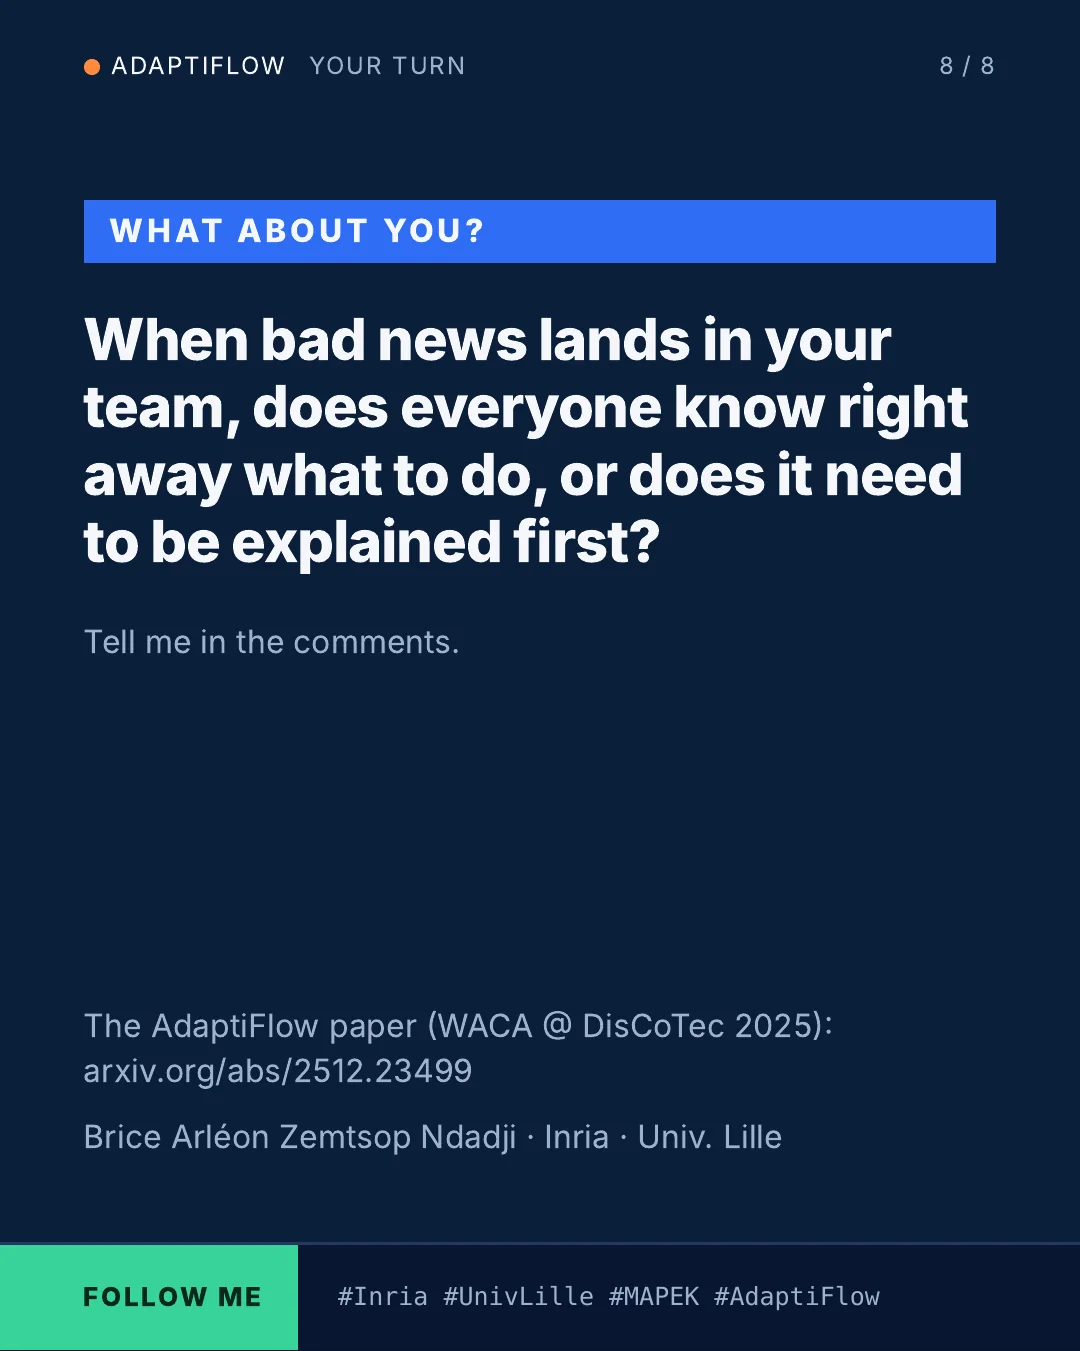 ADAPTIFLOW YOUR TURN 8 / 8
WHAT ABOUT YOU?
When bad news lands in your
team, does everyone know right
away what to do, or does it need
to be explained first?
Tell me in the comments.
The AdaptiFlow paper (WACA @ DisCoTec 2025):
arxiv.org/abs/2512.23499
Brice Arléon Zemtsop Ndadji · Inria · Univ. Lille
FOLLOW ME #Inria #UnivLille #MAPEK #AdaptiFlow